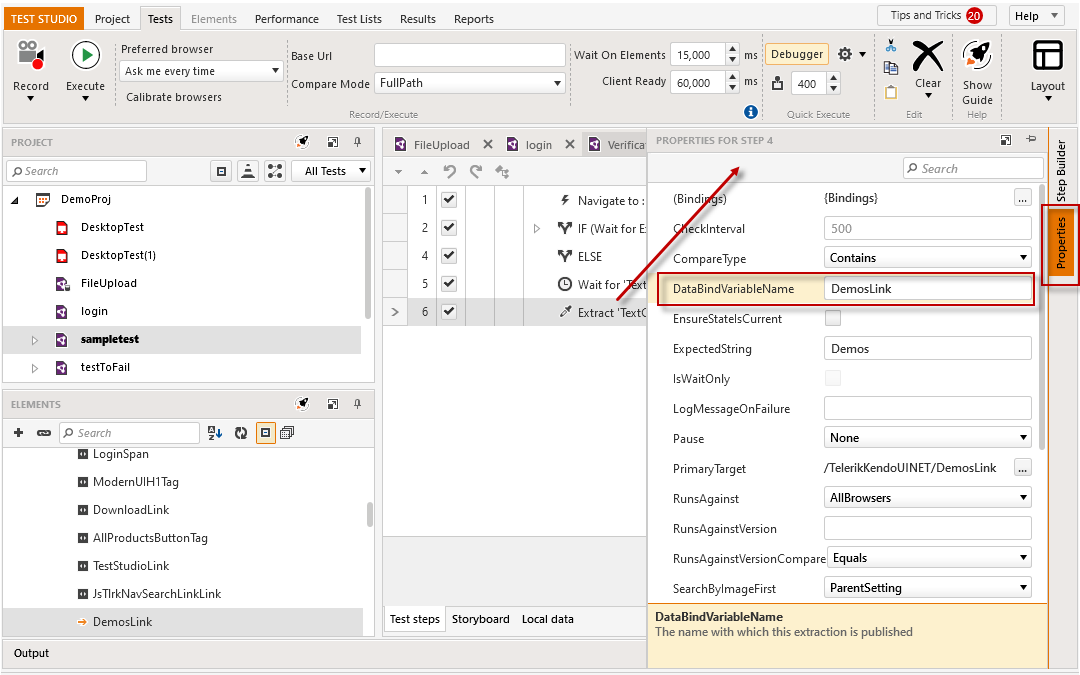 TEST STUDIO Project Tests Elements Performance Test Lists Results Reports Tips and Tricks 20 Help
Record
Execute
Preferred browser
Ask me every time
Calibrate browsers
Base Url
Compare Mode FullPath
Wait On Elements 15,000 ms
Client Ready 60,000 ms
Record/Execute
Debugger
400
Quick Execute
Clear
Edit
Show
Guide
Help
Layout
PROJECT
Search All Tests
DemoProj
DesktopTest
DesktopTest(1)
FileUpload
login
sampletest
testToFail
ELEMENTS
Search
LoginSpan
ModernUIH1Tag
DownloadLink
AllProductsButtonTag
TestStudioLink
JsTlrkNavSearchLinkLink
DemosLink
FileUpload login Verifica
1 Navigate to :
2 IF (Wait for E
4 ELSE
5 Wait for 'Text
6 Extract 'TextC
Test steps Storyboard Local data
PROPERTIES FOR STEP 4
Search
(Bindings) {Bindings} ...
CheckInterval 500
CompareType Contains
DataBindVariableName DemosLink
EnsureStateIsCurrent
ExpectedString Demos
IsWaitOnly
LogMessageOnFailure
Pause None
PrimaryTarget /TelerikKendoUINET/DemosLink ...
RunsAgainst AllBrowsers
RunsAgainstVersion
RunsAgainstVersionCompare Equals
SearchByImageFirst ParentSetting
DataBindVariableName
The name with which this extraction is published
Step Builder
Properties
Output